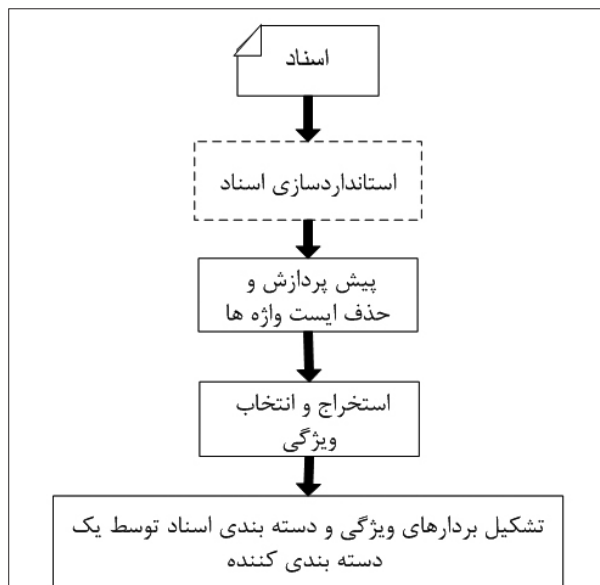 اسناد
استانداردسازی اسناد
پیش پردازش و
حذف ایست واژه ها
استخراج و انتخاب
ویژگی
تشکیل بردارهای ویژگی و دسته بندی اسناد توسط یک
دسته بندی کننده